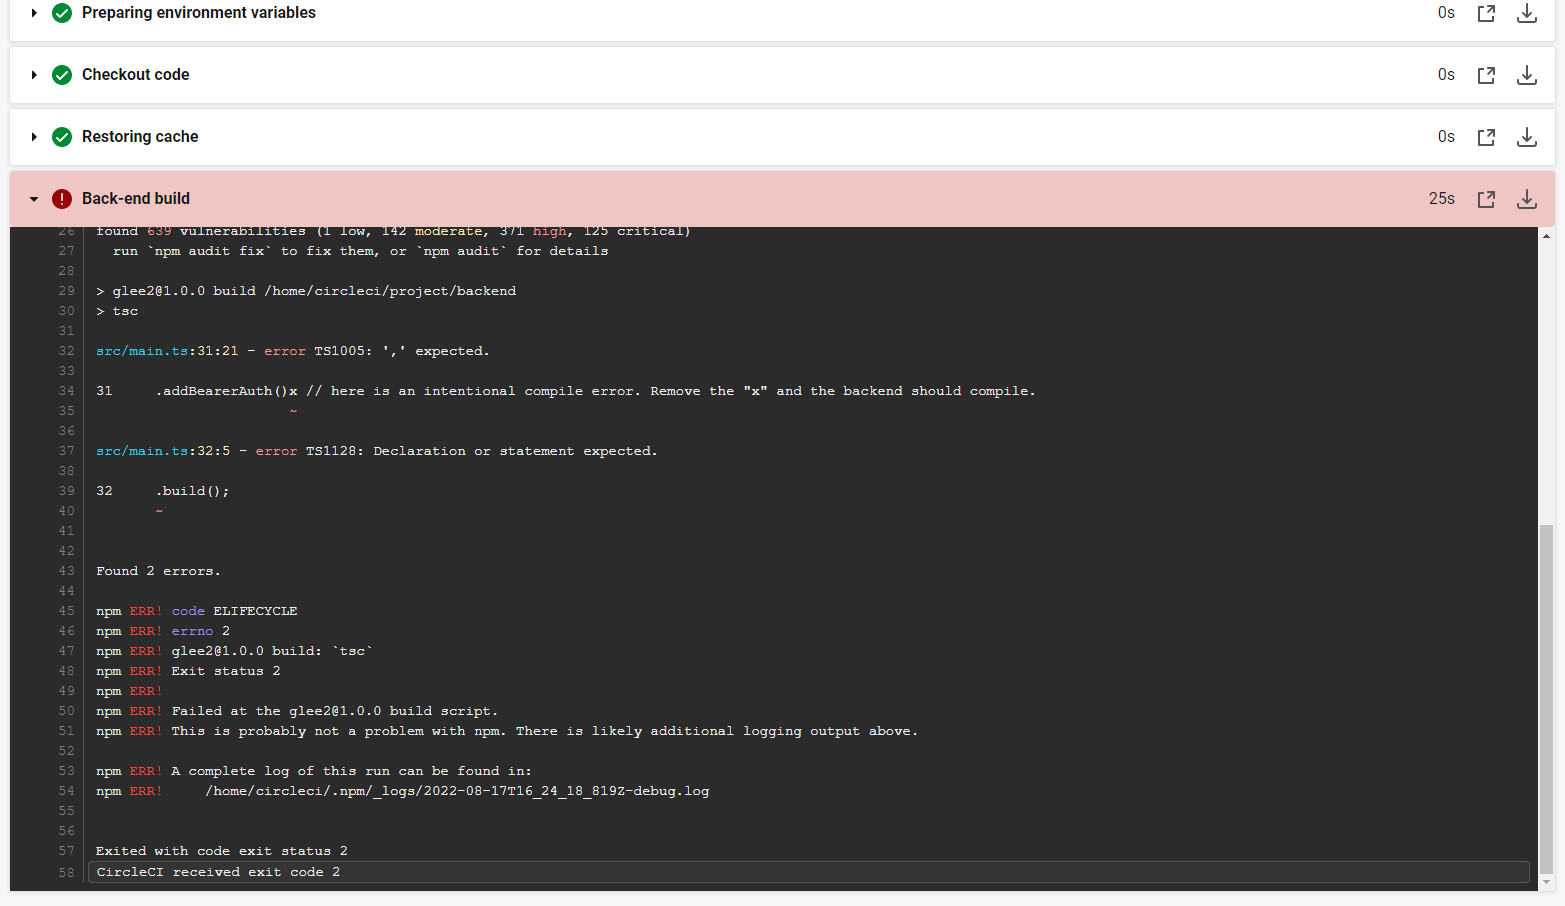 Preparing environment variables 0s
Checkout code 0s
Restoring cache 0s
Back-end build 25s
26 found 639 vulnerabilities (1 low, 142 moderate, 371 high, 125 critical)
27 run `npm audit fix` to fix them, or `npm audit` for details
28
29 > glee2@1.0.0 build /home/circleci/project/backend
30 > tsc
31
32 src/main.ts:31:21 - error TS1005: ',' expected.
33
34 31 .addBearerAuth()x // here is an intentional compile error. Remove the "x" and the backend should compile.
35 ~
36
37 src/main.ts:32:5 - error TS1128: Declaration or statement expected.
38
39 32 .build();
40 ~
41
42
43 Found 2 errors.
44
45 npm ERR! code ELIFECYCLE
46 npm ERR! errno 2
47 npm ERR! glee2@1.0.0 build: `tsc`
48 npm ERR! Exit status 2
49 npm ERR!
50 npm ERR! Failed at the glee2@1.0.0 build script.
51 npm ERR! This is probably not a problem with npm. There is likely additional logging output above.
52
53 npm ERR! A complete log of this run can be found in:
54 npm ERR! /home/circleci/.npm/_logs/2022-08-17T16_24_18_819Z-debug.log
55
56
57 Exited with code exit status 2
58 CircleCI received exit code 2